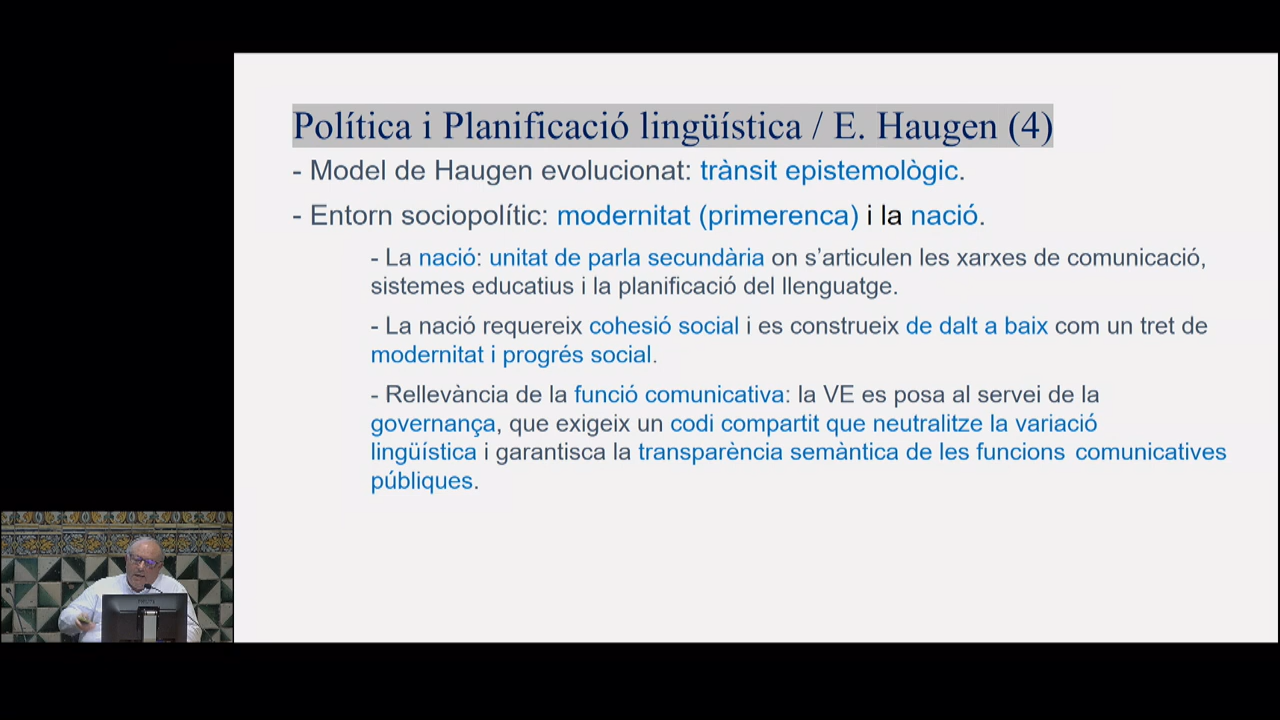 Política i Planificació lingüística / E. Haugen (4)
- Model de Haugen evolucionat: trànsit epistemològic.
- Entorn sociopolític: modernitat (primerenca) i la nació.
- La nació: unitat de parla secundària on s’articulen les xarxes de comunicació,
sistemes educatius i la planificació del llenguatge.
- La nació requereix cohesió social i es construeix de dalt a baix com un tret de
modernitat i progrés social.
- Rellevància de la funció comunicativa: la VE es posa al servei de la
governança, que exigeix un codi compartit que neutralitze la variació
lingüística i garantisca la transparència semàntica de les funcions comunicatives
públiques.